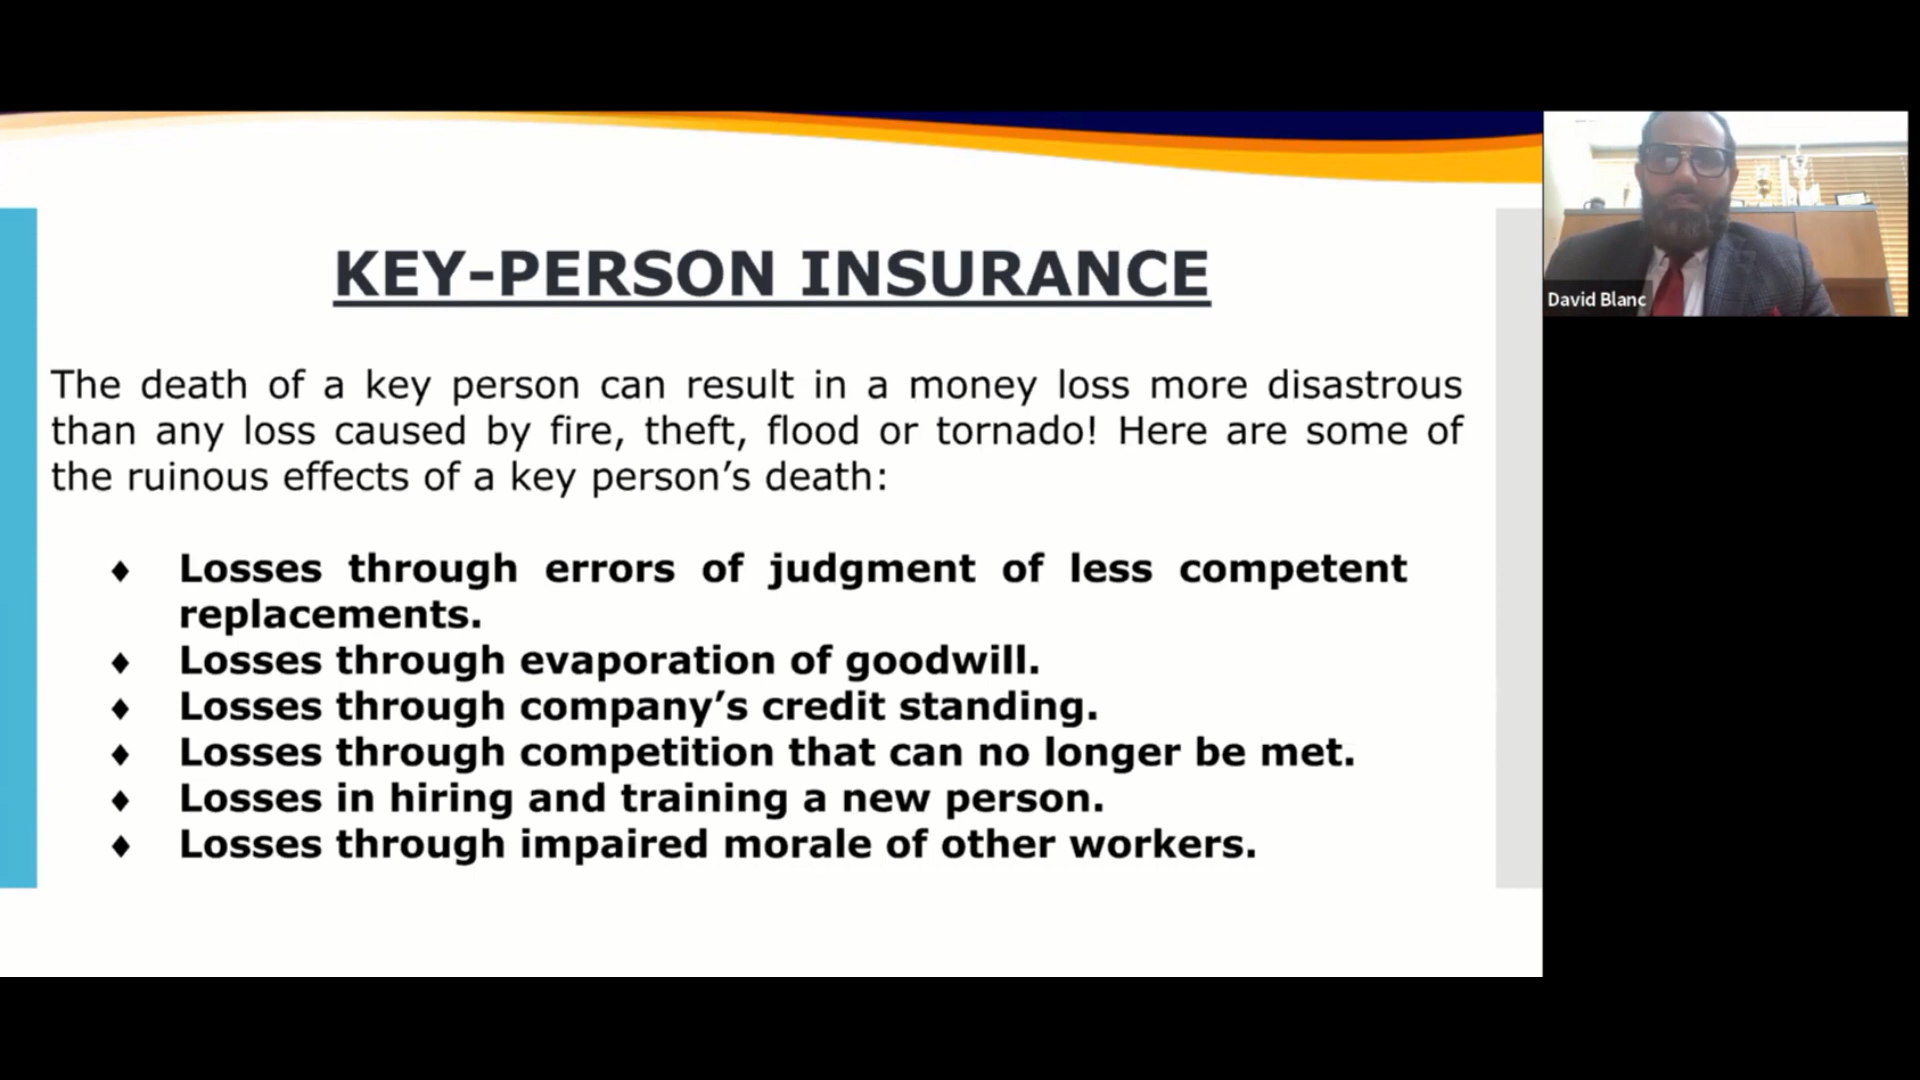 KEY-PERSON INSURANCE
The death of a key person can result in a money loss more disastrous
than any loss caused by fire, theft, flood or tornado! Here are some of
the ruinous effects of a key person’s death:
♦ Losses through errors of judgment of less competent
replacements.
♦ Losses through evaporation of goodwill.
♦ Losses through company’s credit standing.
♦ Losses through competition that can no longer be met.
♦ Losses in hiring and training a new person.
♦ Losses through impaired morale of other workers.
David Blanc